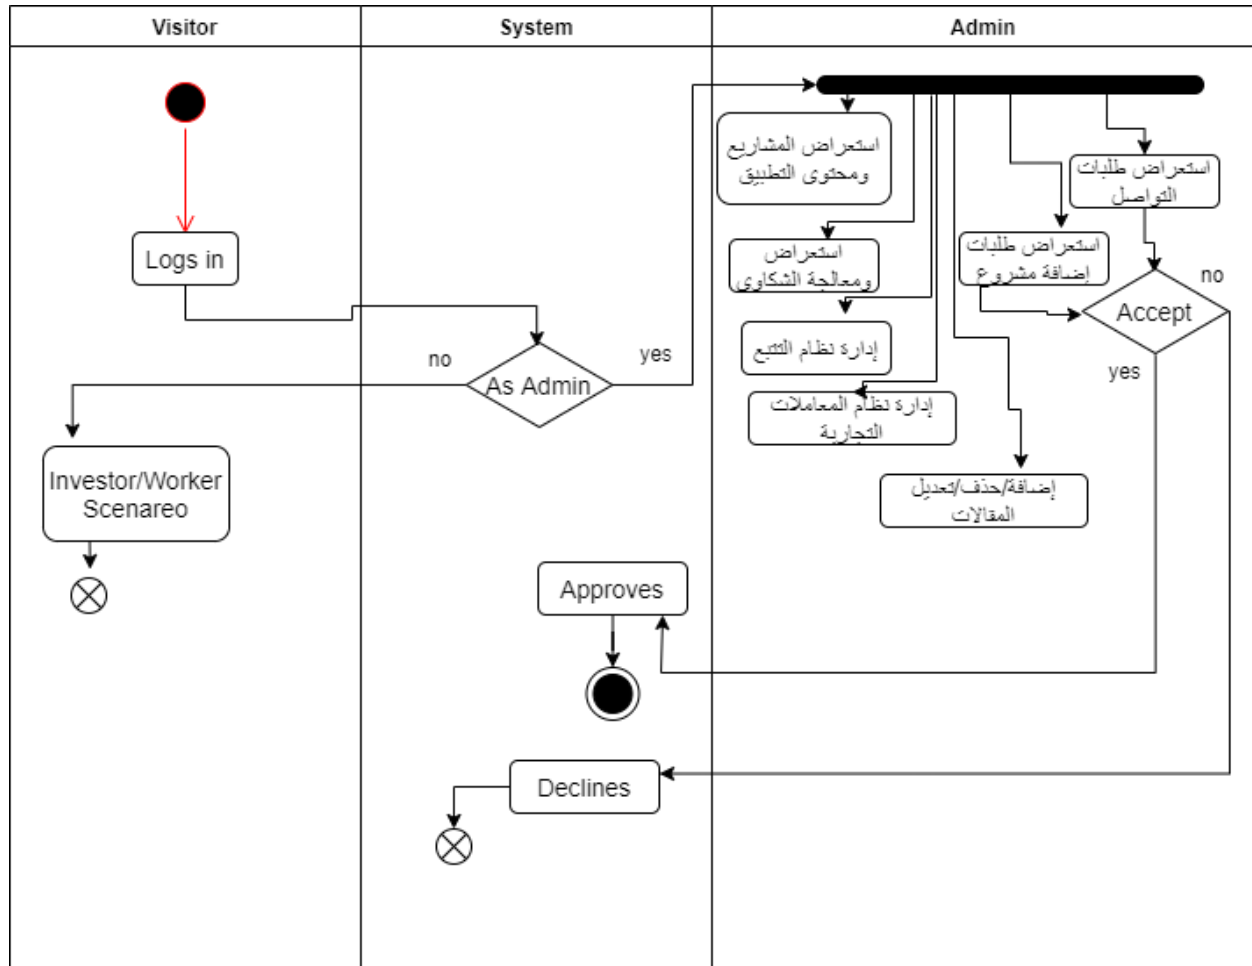 Visitor
System
Admin
Logs in
As Admin
no
yes
Investor/Worker
Scenareo
استعراض المشاريع
ومحتوى التطبيق
استعراض
ومعالجة الشكاوى
إدارة نظام التتبع
إدارة نظام المعاملات
التجارية
إضافة/حذف/تعديل
المقالات
استعراض طلبات
إضافة مشروع
استعراض طلبات
التواصل
Accept
no
yes
Approves
Declines